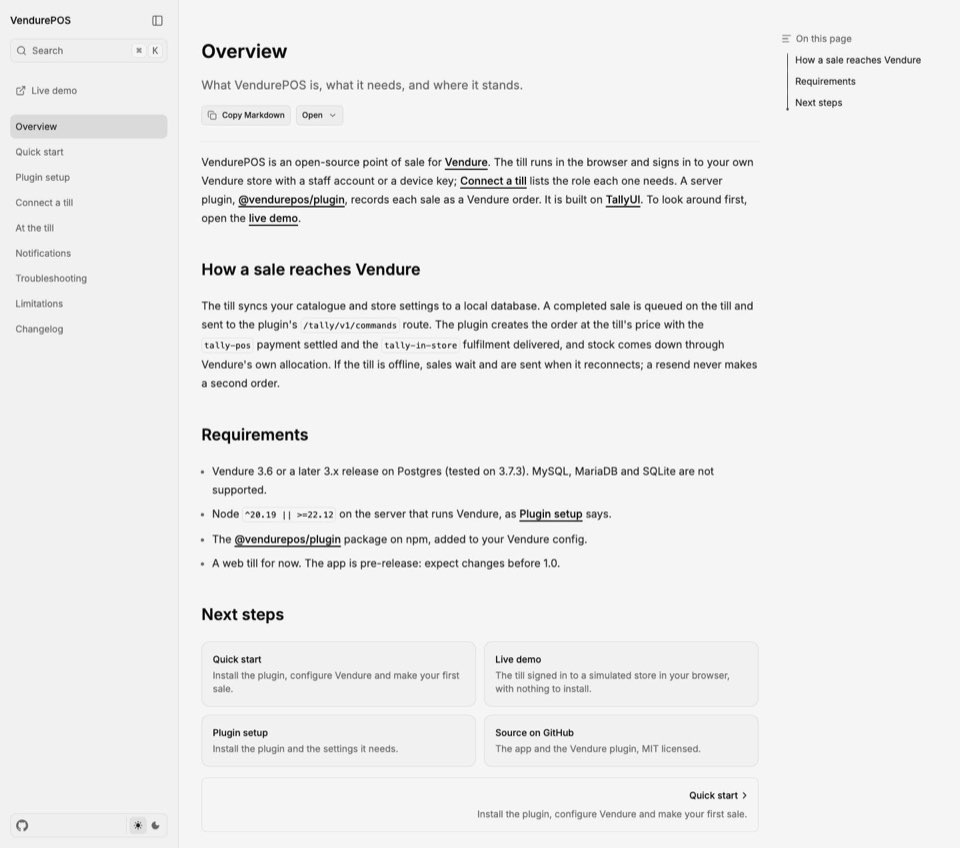 VendurePOS
Search ⌘ K
Live demo
Overview
Quick start
Plugin setup
Connect a till
At the till
Notifications
Troubleshooting
Limitations
Changelog
Overview
What VendurePOS is, what it needs, and where it stands.
Copy Markdown
Open
VendurePOS is an open-source point of sale for Vendure. The till runs in the browser and signs in to your own
Vendure store with a staff account or a device key; Connect a till lists the role each one needs. A server
plugin, @vendurepos/plugin, records each sale as a Vendure order. It is built on TallyUI. To look around first,
open the live demo.
How a sale reaches Vendure
The till syncs your catalogue and store settings to a local database. A completed sale is queued on the till and
sent to the plugin's /tally/v1/commands route. The plugin creates the order at the till's price with the
tally-pos payment settled and the tally-in-store fulfilment delivered, and stock comes down through
Vendure's own allocation. If the till is offline, sales wait and are sent when it reconnects; a resend never makes
a second order.
Requirements
• Vendure 3.6 or a later 3.x release on Postgres (tested on 3.7.3). MySQL, MariaDB and SQLite are not
supported.
• Node ^20.19 || >=22.12 on the server that runs Vendure, as Plugin setup says.
• The @vendurepos/plugin package on npm, added to your Vendure config.
• A web till for now. The app is pre-release: expect changes before 1.0.
Next steps
Quick start
Install the plugin, configure Vendure and make your first
sale.
Live demo
The till signed in to a simulated store in your browser,
with nothing to install.
Plugin setup
Install the plugin and the settings it needs.
Source on GitHub
The app and the Vendure plugin, MIT licensed.
Quick start
Install the plugin, configure Vendure and make your first sale.
On this page
How a sale reaches Vendure
Requirements
Next steps